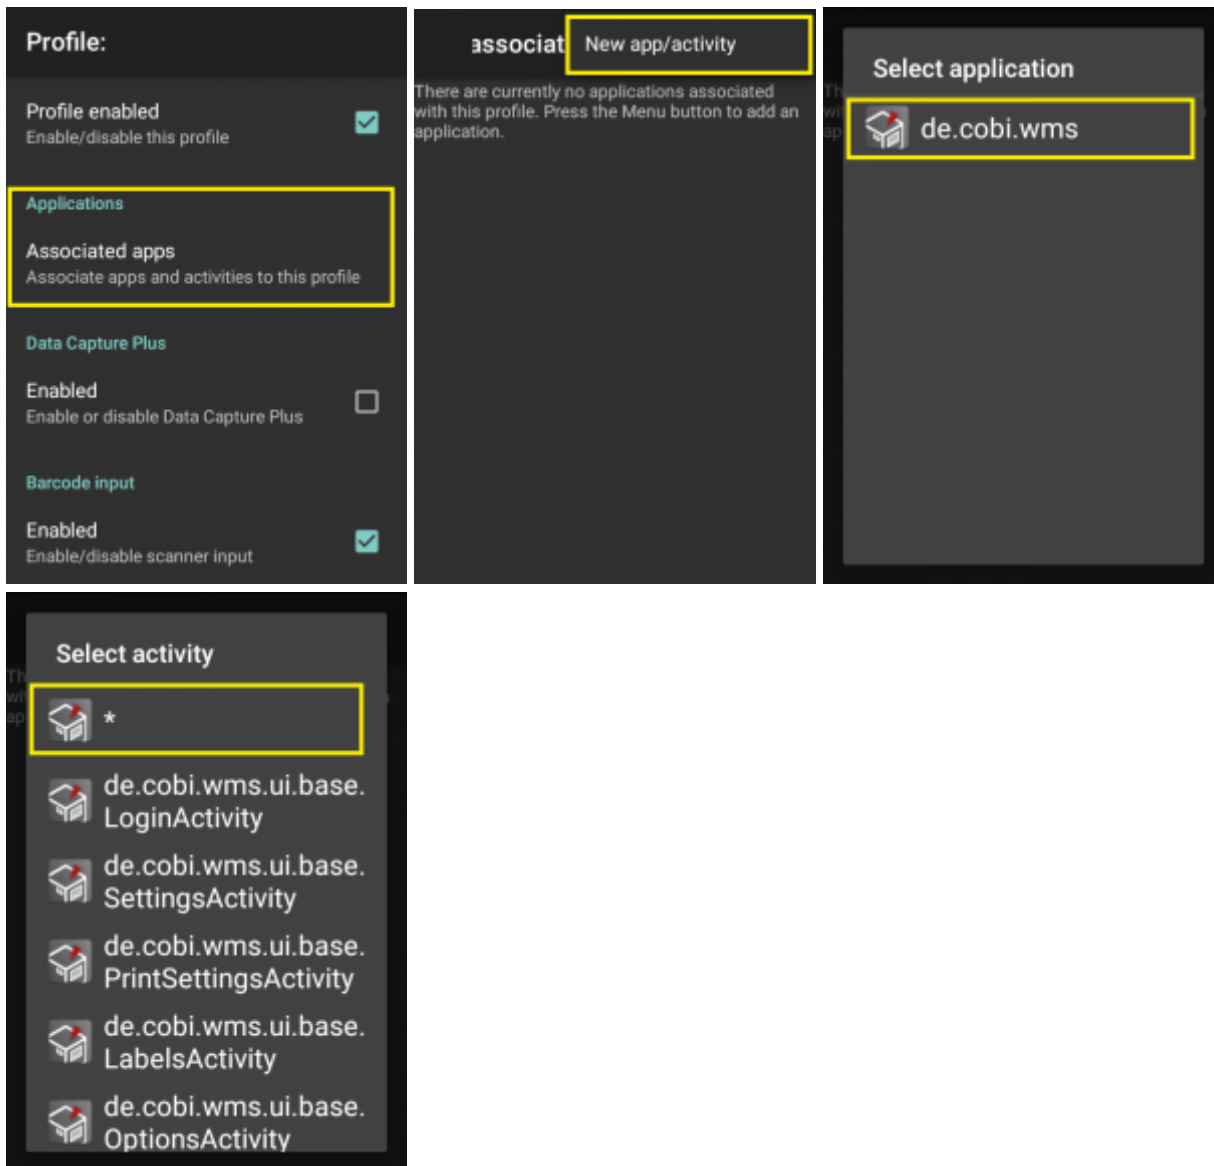 Profile:
Profile enabled
Enable/disable this profile
Applications
Associated apps
Associate apps and activities to this profile
Data Capture Plus
Enabled
Enable or disable Data Capture Plus
Barcode input
Enabled
Enable/disable scanner input
associat
New app/activity
There are currently no applications associated
with this profile. Press the Menu button to add an
application.
Select application
de.cobi.wms
Select activity
*
de.cobi.wms.ui.base.
LoginActivity
de.cobi.wms.ui.base.
SettingsActivity
de.cobi.wms.ui.base.
PrintSettingsActivity
de.cobi.wms.ui.base.
LabelsActivity
de.cobi.wms.ui.base.
OptionsActivity